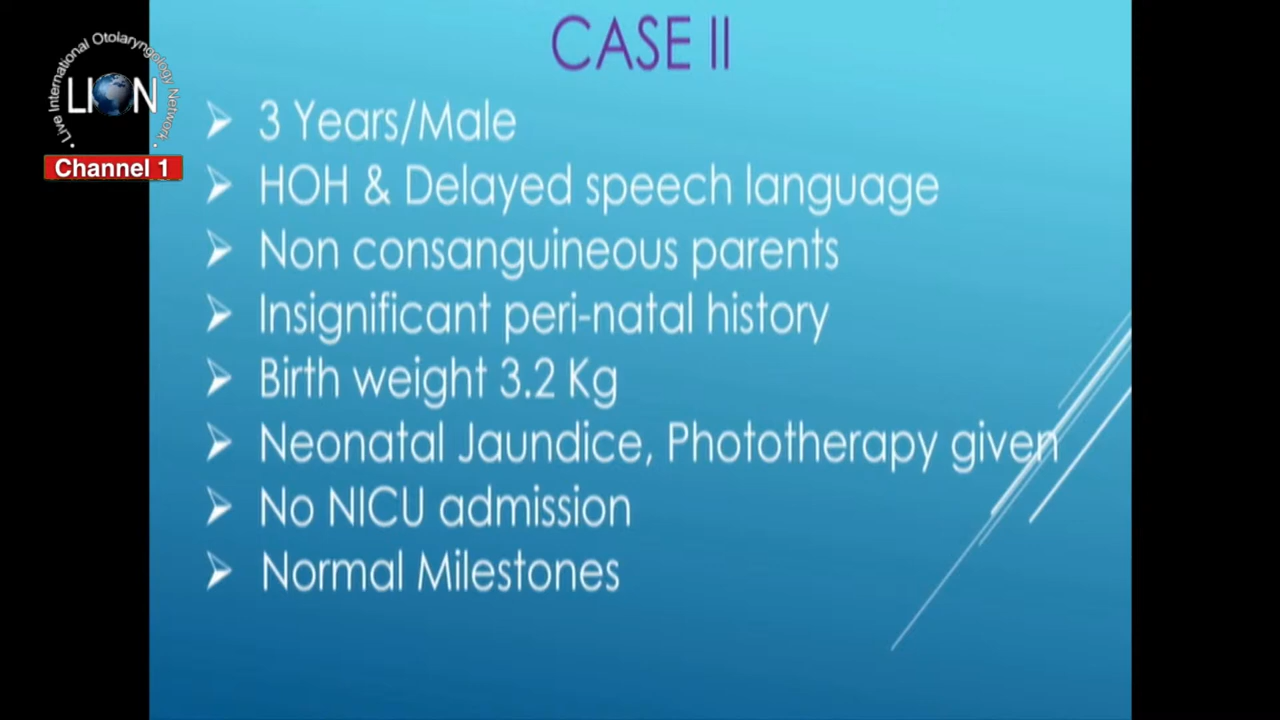 • Live International Otolaryngology Network •
LION
Channel 1
CASE II
3 Years/Male
HOH & Delayed speech language
Non consanguineous parents
Insignificant peri-natal history
Birth weight 3.2 Kg
Neonatal Jaundice, Phototherapy given
No NICU admission
Normal Milestones